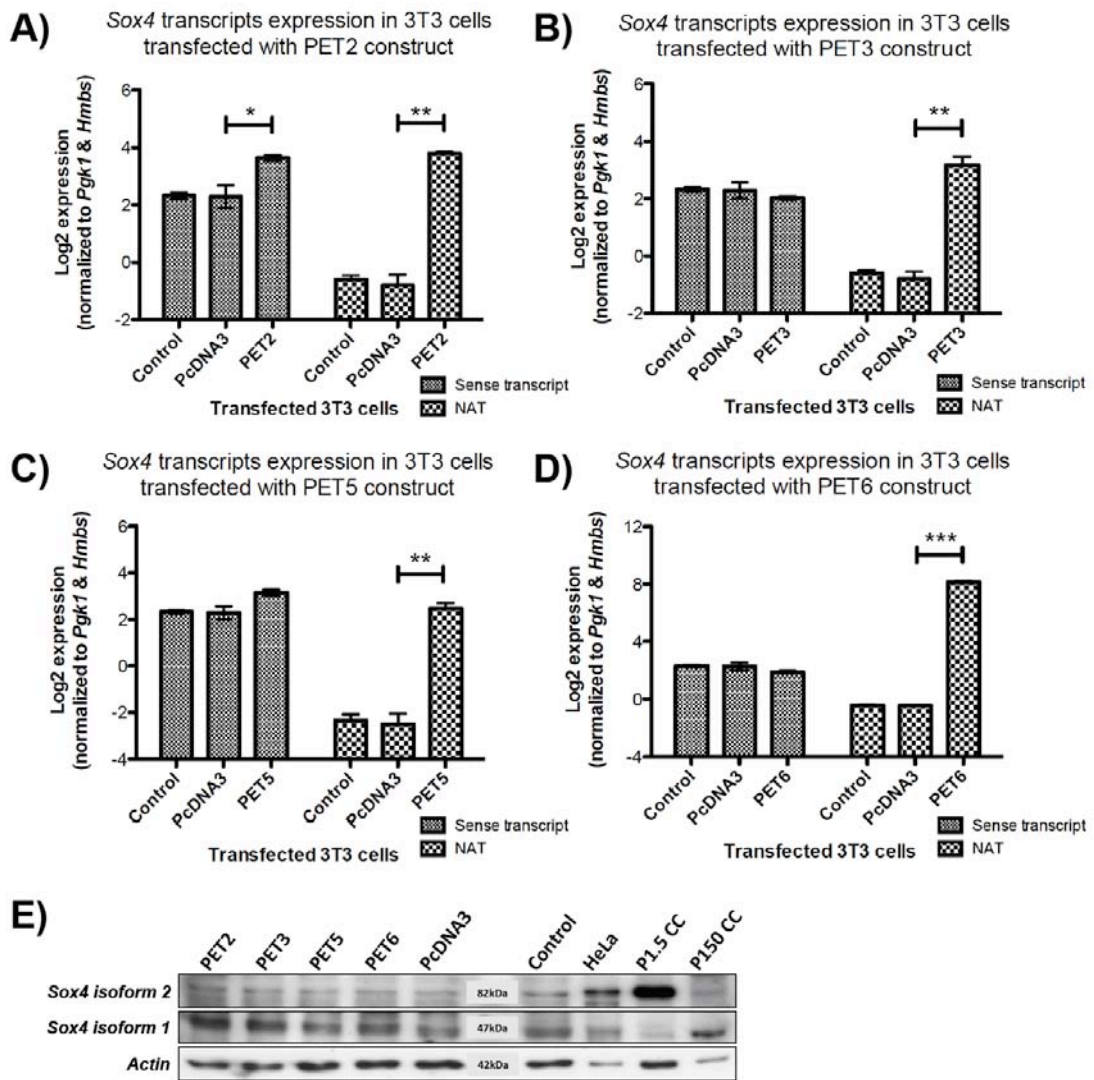 A)
Sox4 transcripts expression in 3T3 cells
transfected with PET2 construct
Log2 expression
(normalized to Pgk1 & Hmbs)
6
4
2
0
-2
*
**
Control
PcDNA3
PET2
Control
PcDNA3
PET2
Transfected 3T3 cells
Sense transcript
NAT
B)
Sox4 transcripts expression in 3T3 cells
transfected with PET3 construct
Log2 expression
(normalized to Pgk1 & Hmbs)
6
4
2
0
-2
**
Control
PcDNA3
PET3
Control
PcDNA3
PET3
Transfected 3T3 cells
Sense transcript
NAT
C)
Sox4 transcripts expression in 3T3 cells
transfected with PET5 construct
Log2 expression
(normalized to Pgk1 & Hmbs)
6
4
2
0
-2
-4
**
Control
PcDNA3
PET5
Control
PcDNA3
PET5
Transfected 3T3 cells
Sense transcript
NAT
D)
Sox4 transcripts expression in 3T3 cells
transfected with PET6 construct
Log2 expression
(normalized to Pgk1 & Hmbs)
12
8
4
0
-4
***
Control
PcDNA3
PET6
Control
PcDNA3
PET6
Transfected 3T3 cells
Sense transcript
NAT
E)
PET2 PET3 PET5 PET6 PcDNA3 Control HeLa P1.5 CC P150 CC
Sox4 isoform 2 82kDa
Sox4 isoform 1 47kDa
Actin 42kDa